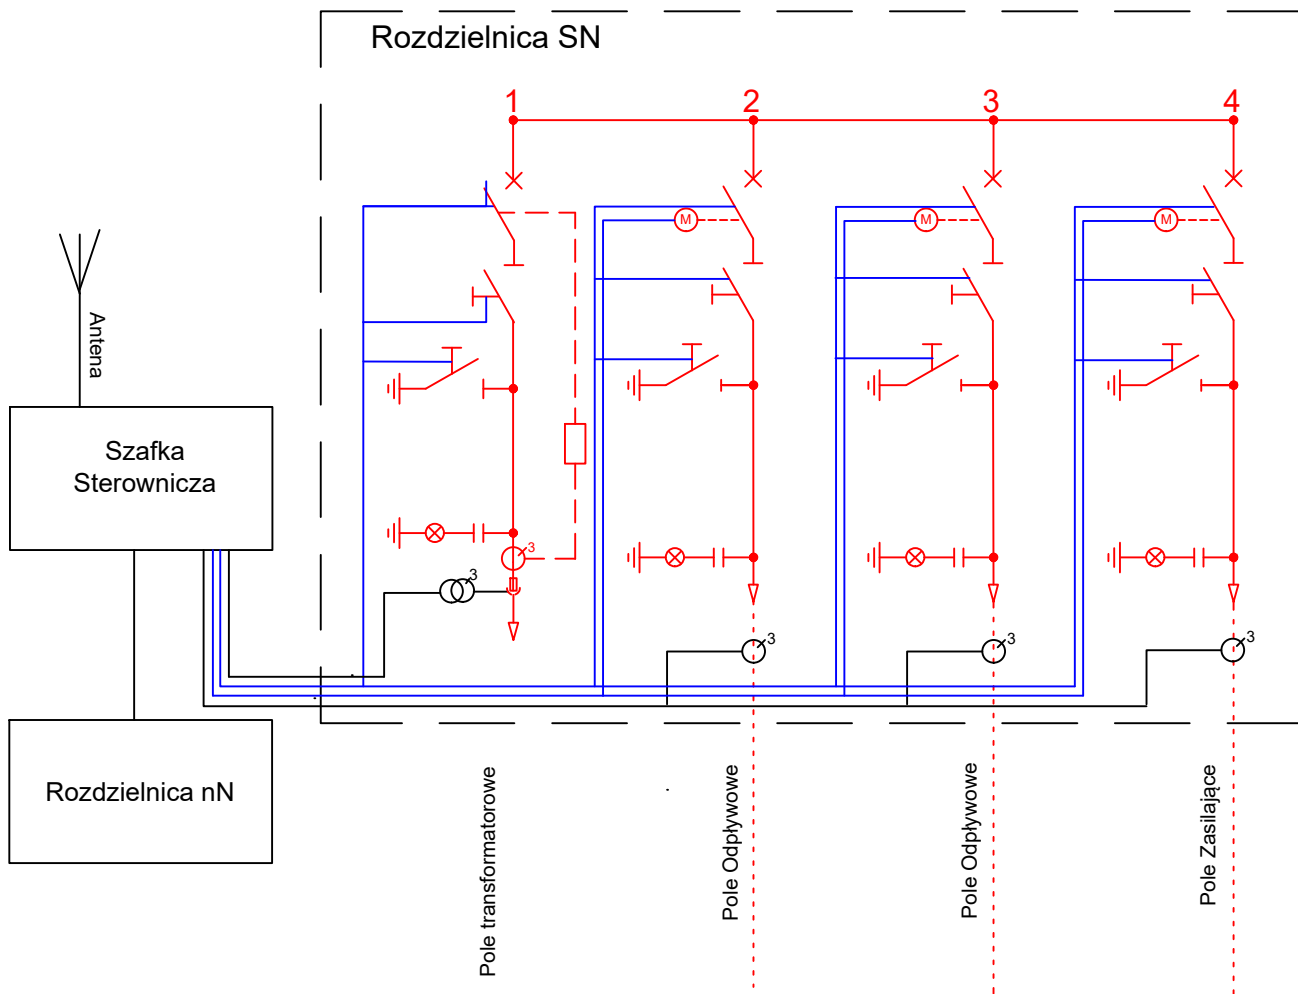 Rozdzielnica SN
1
2
3
4
M
M
M
Antena
Szafka
Sterownicza
3
3
3
3
3
Rozdzielnica nN
Pole transformatorowe
Pole Odpływowe
Pole Odpływowe
Pole Zasilające